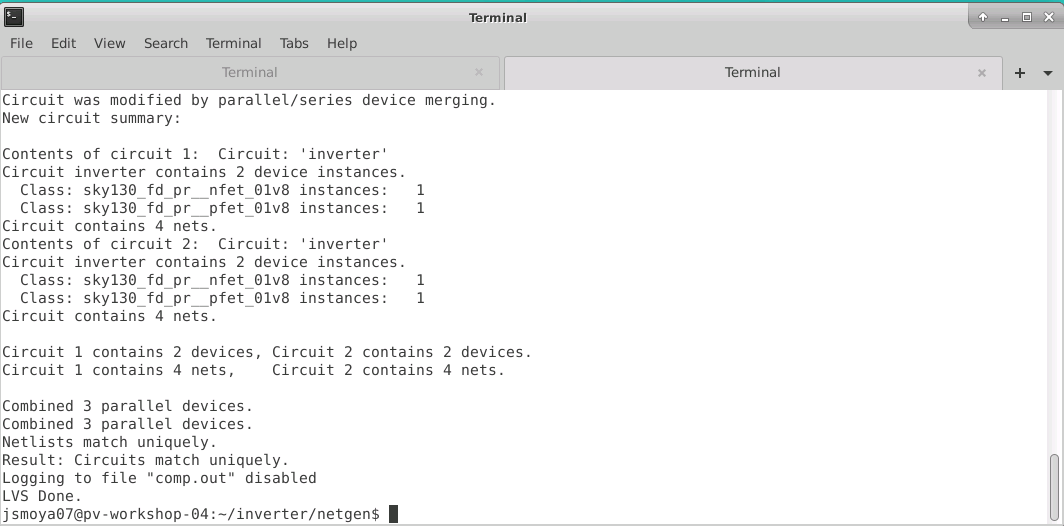 Terminal
File Edit View Search Terminal Tabs Help
Terminal Terminal
Circuit was modified by parallel/series device merging.
New circuit summary:
Contents of circuit 1:  Circuit: 'inverter'
Circuit inverter contains 2 device instances.
  Class: sky130_fd_pr__nfet_01v8 instances:   1
  Class: sky130_fd_pr__pfet_01v8 instances:   1
Circuit contains 4 nets.
Contents of circuit 2:  Circuit: 'inverter'
Circuit inverter contains 2 device instances.
  Class: sky130_fd_pr__nfet_01v8 instances:   1
  Class: sky130_fd_pr__pfet_01v8 instances:   1
Circuit contains 4 nets.
Circuit 1 contains 2 devices, Circuit 2 contains 2 devices.
Circuit 1 contains 4 nets,    Circuit 2 contains 4 nets.
Combined 3 parallel devices.
Combined 3 parallel devices.
Netlists match uniquely.
Result: Circuits match uniquely.
Logging to file "comp.out" disabled
LVS Done.
jsmoya07@pv-workshop-04:~/inverter/netgen$